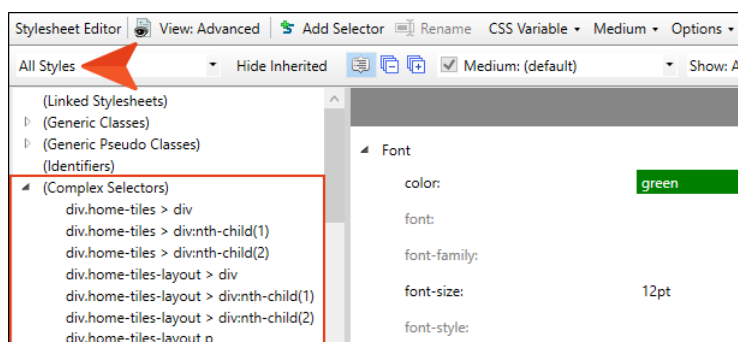 Stylesheet Editor View: Advanced Add Selector Rename CSS Variable Medium Options
All Styles Hide Inherited Medium: (default) Show: A
(Linked Stylesheets)
(Generic Classes)
(Generic Pseudo Classes)
(Identifiers)
(Complex Selectors)
div.home-tiles > div
div.home-tiles > div:nth-child(1)
div.home-tiles > div:nth-child(2)
div.home-tiles-layout > div
div.home-tiles-layout > div:nth-child(1)
div.home-tiles-layout > div:nth-child(2)
div.home-tiles-layout p
Font
color: green
font:
font-family:
font-size: 12pt
font-style: